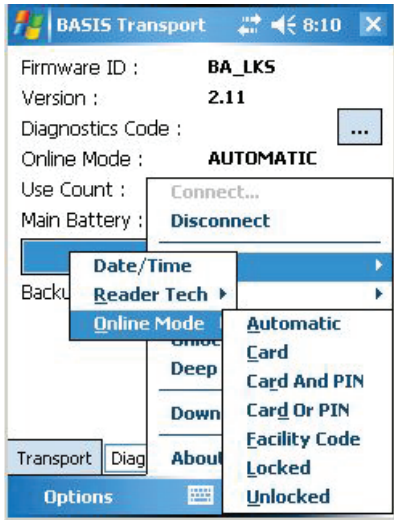 BASIS Transport 8:10
Firmware ID : BA_LKS
Version : 2.11
Diagnostics Code : ...
Online Mode : AUTOMATIC
Use Count :
Main Battery :
Connect...
Disconnect
Date/Time
Reader Tech
Online Mode
Automatic
Card
Card And PIN
Card Or PIN
Facility Code
Locked
Unlocked
Deep
Down
About
Transport Diag
Options